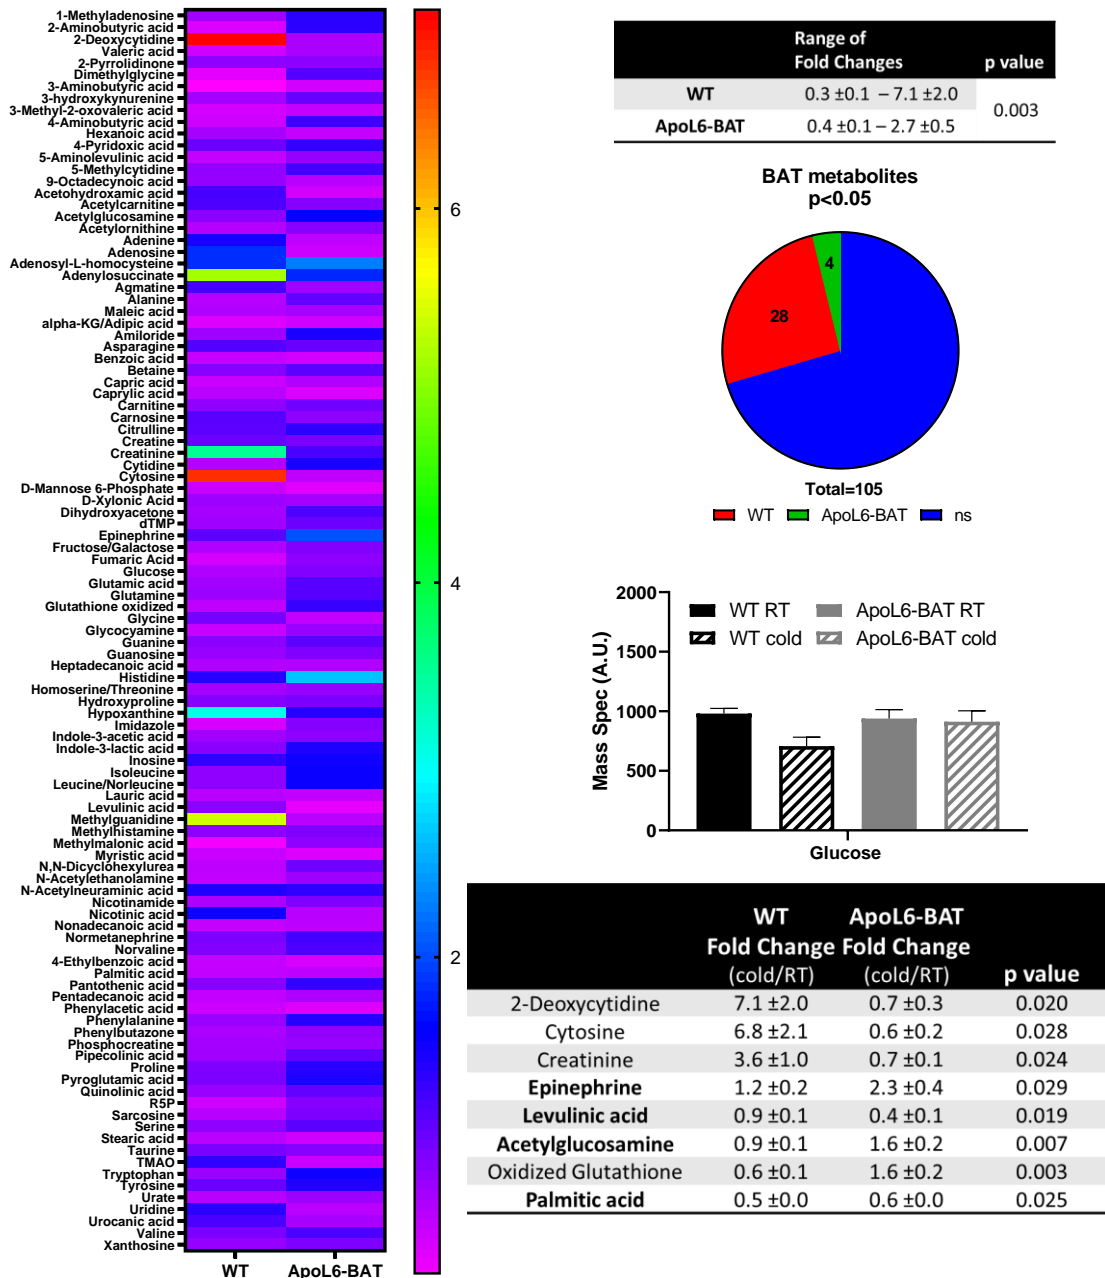 1-Methyladenosine
2-Aminobutyric acid
2-Deoxycytidine
Valeric acid
2-Pyrrolidinone
Dimethylglycine
3-Aminobutyric acid
3-hydroxykynurenine
3-Methyl-2-oxovaleric acid
4-Aminobutyric acid
Hexanoic acid
4-Pyridoxic acid
5-Aminolevulinic acid
5-Methylcytidine
9-Octadecynoic acid
Acetohydroxamic acid
Acetylcarnitine
Acetylglucosamine
Acetylornithine
Adenine
Adenosine
Adenosyl-L-homocysteine
Adenylosuccinate
Agmatine
Alanine
Maleic acid
alpha-KG/Adipic acid
Amiloride
Asparagine
Benzoic acid
Betaine
Capric acid
Caprylic acid
Carnitine
Carnosine
Citrulline
Creatine
Creatinine
Cytidine
Cytosine
D-Mannose 6-Phosphate
D-Xylonic Acid
Dihydroxyacetone
dTMP
Epinephrine
Fructose/Galactose
Fumaric Acid
Glucose
Glutamic acid
Glutamine
Glutathione oxidized
Glycine
Glycocyamine
Guanine
Guanosine
Heptadecanoic acid
Histidine
Homoserine/Threonine
Hydroxyproline
Hypoxanthine
Imidazole
Indole-3-acetic acid
Indole-3-lactic acid
Inosine
Isoleucine
Leucine/Norleucine
Lauric acid
Levulinic acid
Methylguanidine
Methylhistamine
Methylmalonic acid
Myristic acid
N,N-Dicyclohexylurea
N-Acetylethanolamine
N-Acetylneuraminic acid
Nicotinamide
Nicotinic acid
Nonadecanoic acid
Normetanephrine
Norvaline
4-Ethylbenzoic acid
Palmitic acid
Pantothenic acid
Pentadecanoic acid
Phenylacetic acid
Phenylalanine
Phenylbutazone
Phosphocreatine
Pipecolinic acid
Proline
Pyroglutamic acid
Quinolinic acid
R5P
Sarcosine
Serine
Stearic acid
Taurine
TMAO
Tryptophan
Tyrosine
Urate
Uridine
Urocanic acid
Valine
Xanthosine
WT ApoL6-BAT
6
4
2
Range of
Fold Changes p value
WT 0.3 ±0.1 – 7.1 ±2.0
0.003
ApoL6-BAT 0.4 ±0.1 – 2.7 ±0.5
BAT metabolites
p<0.05
4
28
Total=105
WT ApoL6-BAT ns
Mass Spec (A.U.)
2000
1500
1000
500
0
WT RT ApoL6-BAT RT
WT cold ApoL6-BAT cold
Glucose
WT ApoL6-BAT
Fold Change Fold Change
(cold/RT) (cold/RT) p value
2-Deoxycytidine 7.1 ±2.0 0.7 ±0.3 0.020
Cytosine 6.8 ±2.1 0.6 ±0.2 0.028
Creatinine 3.6 ±1.0 0.7 ±0.1 0.024
Epinephrine 1.2 ±0.2 2.3 ±0.4 0.029
Levulinic acid 0.9 ±0.1 0.4 ±0.1 0.019
Acetylglucosamine 0.9 ±0.1 1.6 ±0.2 0.007
Oxidized Glutathione 0.6 ±0.1 1.6 ±0.2 0.003
Palmitic acid 0.5 ±0.0 0.6 ±0.0 0.025